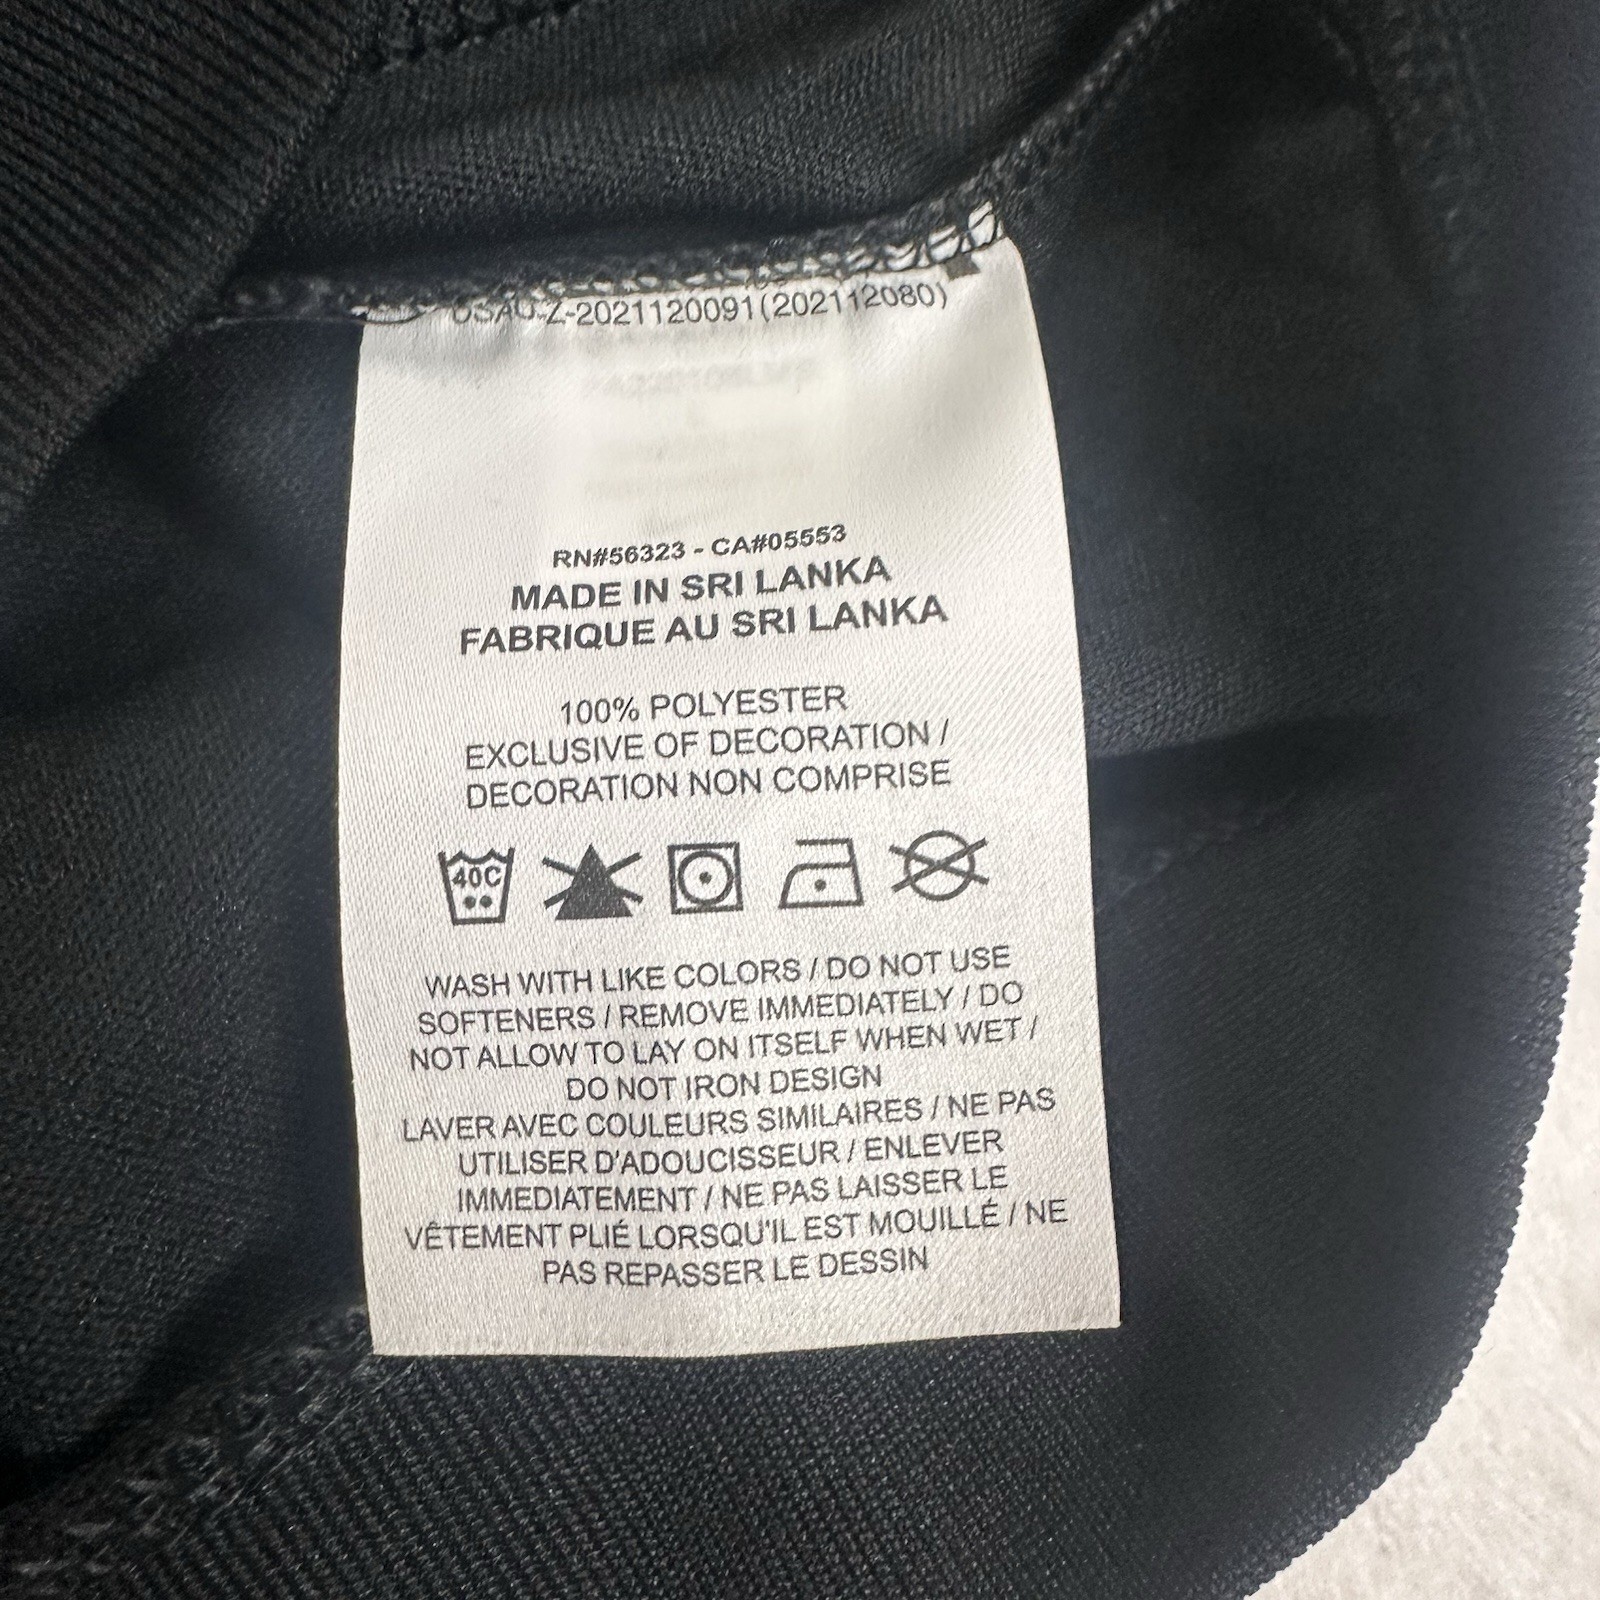 Z-2021120091(202112080)
RN#56323 - CA#05553
MADE IN SRI LANKA
FABRIQUE AU SRI LANKA
100% POLYESTER
EXCLUSIVE OF DECORATION /
DECORATION NON COMPRISE
40C
WASH WITH LIKE COLORS / DO NOT USE
SOFTENERS / REMOVE IMMEDIATELY / DO
NOT ALLOW TO LAY ON ITSELF WHEN WET /
DO NOT IRON DESIGN
LAVER AVEC COULEURS SIMILAIRES / NE PAS
UTILISER D'ADOUCISSEUR / ENLEVER
IMMEDIATEMENT / NE PAS LAISSER LE
VÊTEMENT PLIÉ LORSQU'IL EST MOUILLÉ / NE
PAS REPASSER LE DESSIN